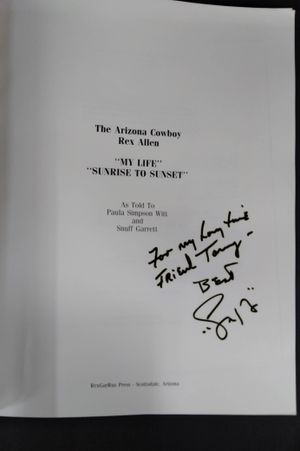 The Arizona Cowboy
Rex Allen
"MY LIFE"
"SUNRISE TO SUNSET"
As Told To
Paula Simpson Witt
and
Snuff Garrett
For my Long time
FRIEND Tony -
BEST
"Snuff"
RexGarRus Press - Scottsdale, Arizona